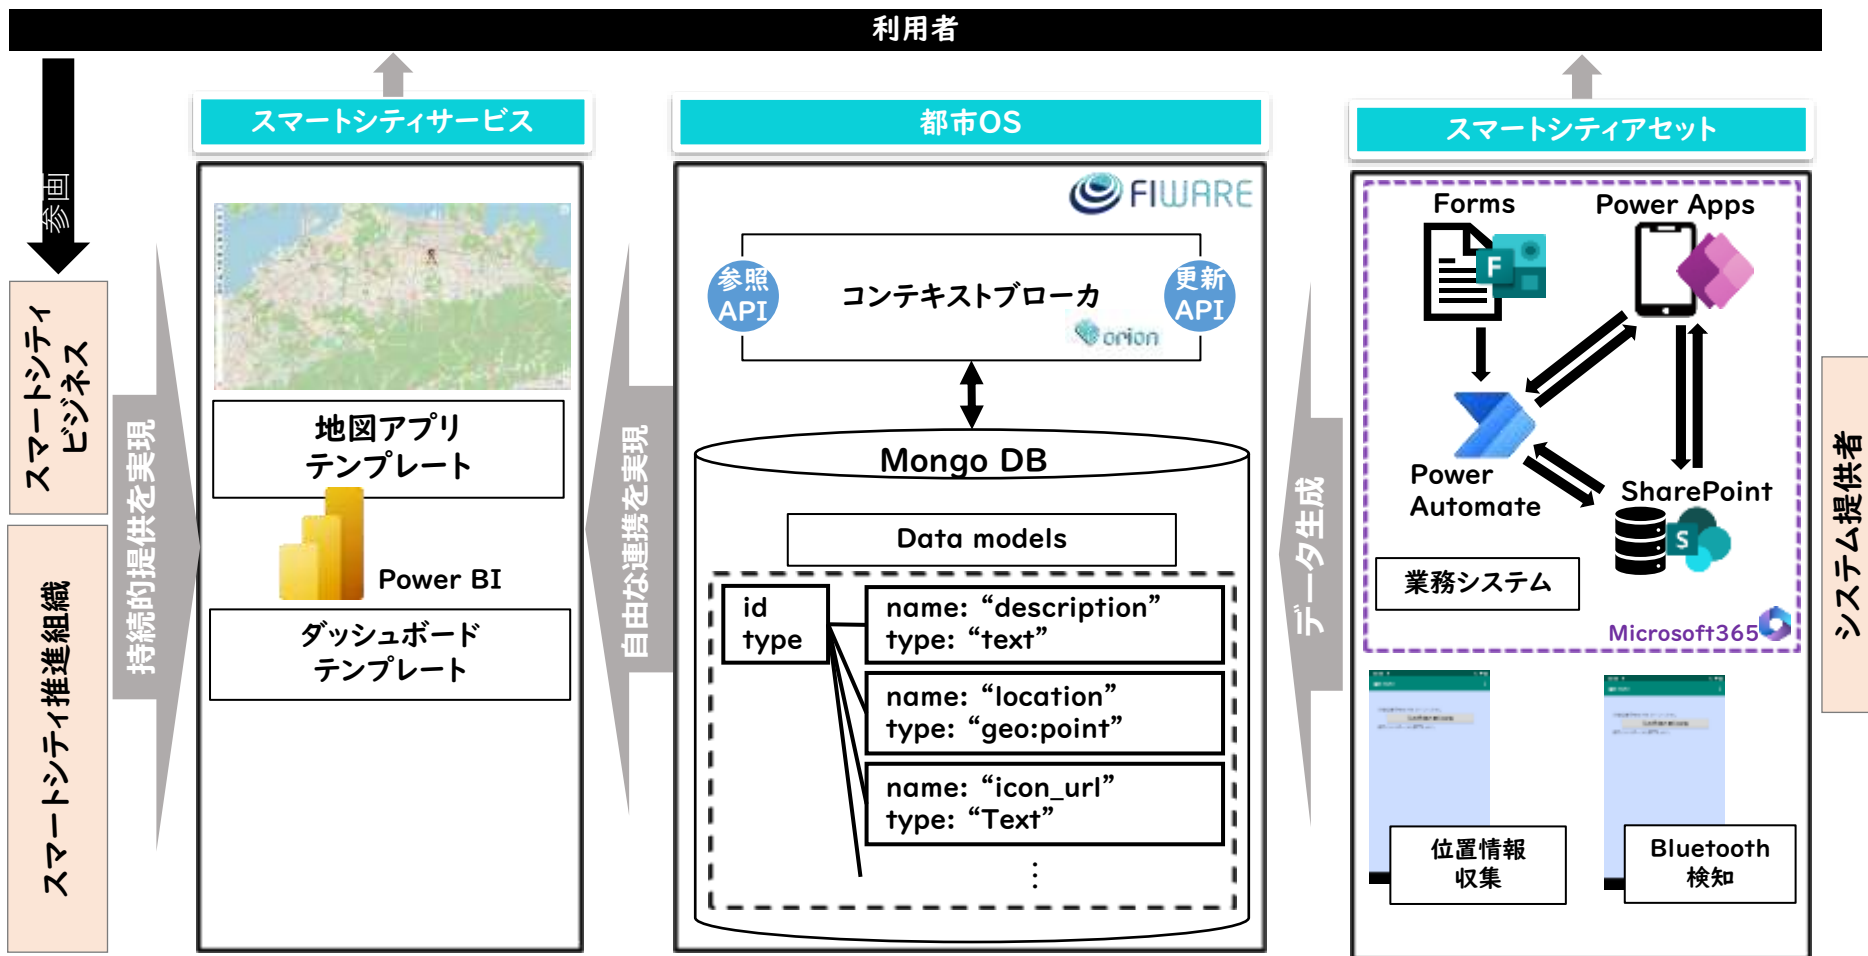 利用者
参画
スマートシティ
ビジネス
スマートシティ推進組織
持続的提供を実現
スマートシティサービス
地図アプリ
テンプレート
Power BI
ダッシュボード
テンプレート
自由な連携を実現
都市OS
FIWARE
参照
API
コンテキストブローカ
orion
更新
API
Mongo DB
Data models
id
type
name: “description”
type: “text”
name: “location”
type: “geo:point”
name: “icon_url”
type: “Text”
⋮
データ生成
スマートシティアセット
Forms
Power Apps
Power
Automate
SharePoint
業務システム
Microsoft365
位置情報
収集
Bluetooth
検知
システム提供者